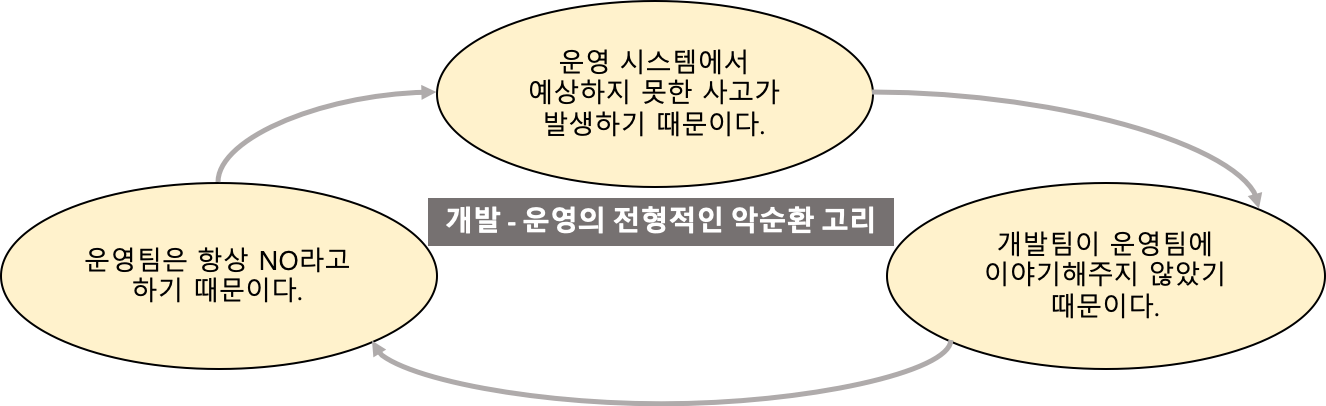 운영 시스템에서
예상하지 못한 사고가
발생하기 때문이다.
개발 - 운영의 전형적인 악순환 고리
운영팀은 항상 NO라고
하기 때문이다.
개발팀이 운영팀에
이야기해주지 않았기
때문이다.